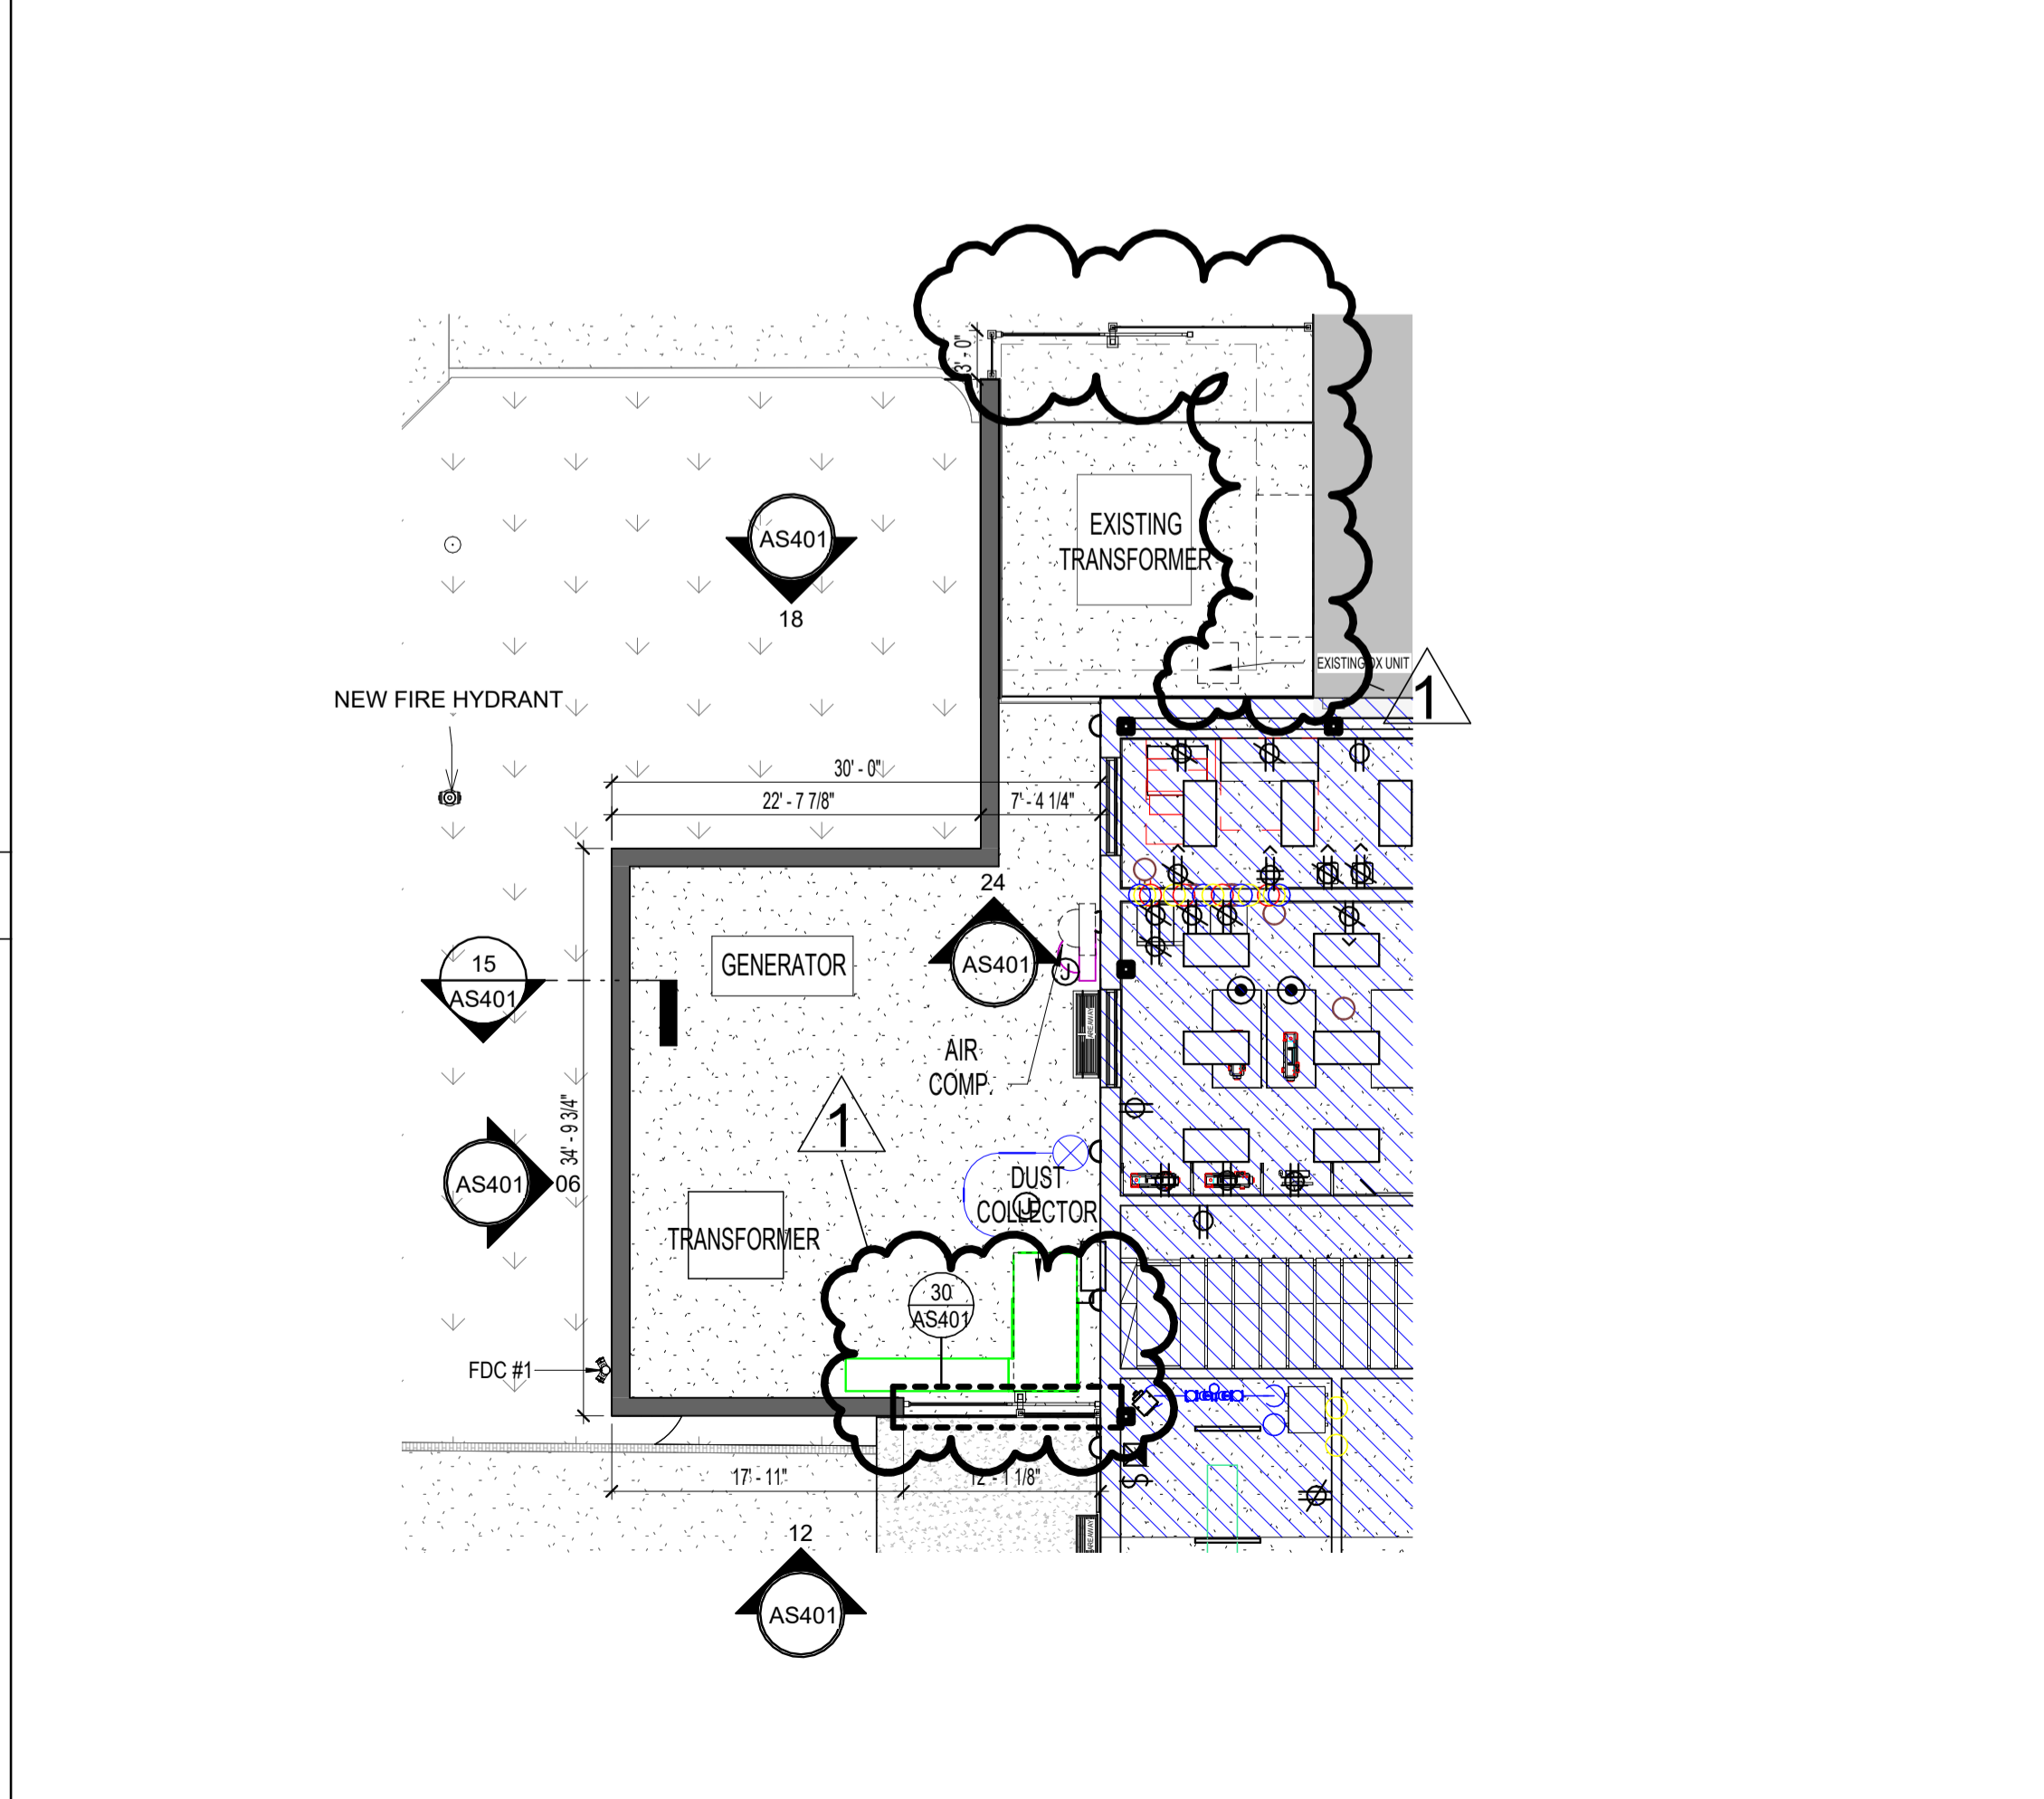 3' - 0"
EXISTING
TRANSFORMER
AS401
18
EXISTING DX UNIT
1
NEW FIRE HYDRANT
30' - 0"
22' - 7 7/8"
7' - 4 1/4"
24
AS401
GENERATOR
15
AS401
J
AREAWAY
AIR
COMP.
1
34' - 9 3/4"
AS401
06
DUST
COLLECTOR
J
TRANSFORMER
30
AS401
FDC #1
17' - 11"
12' - 1 1/8"
S
AREAWAY
12
AS401